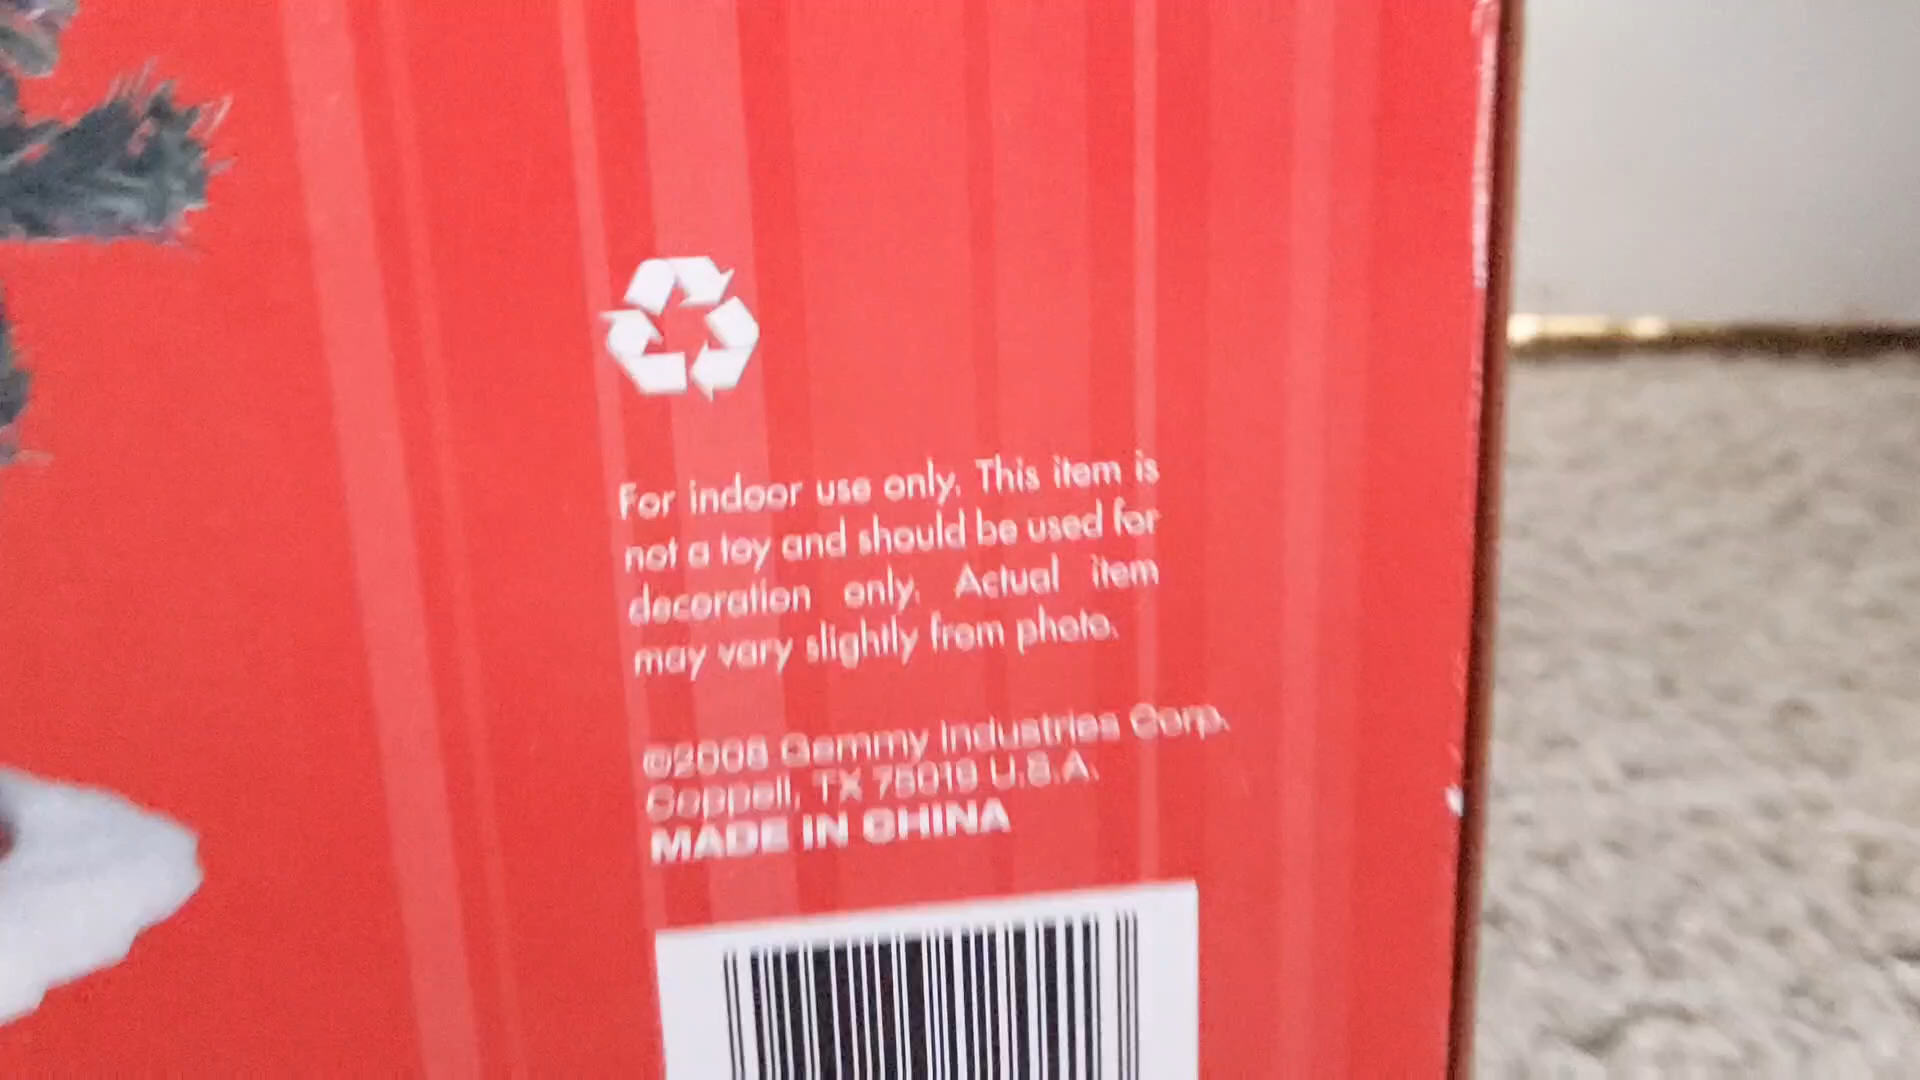 For indoor use only. This item is
not a toy and should be used for
decoration only. Actual item
may vary slightly from photo.
©2008 Gemmy Industries Corp.
Coppell, TX 75019 U.S.A.
MADE IN CHINA